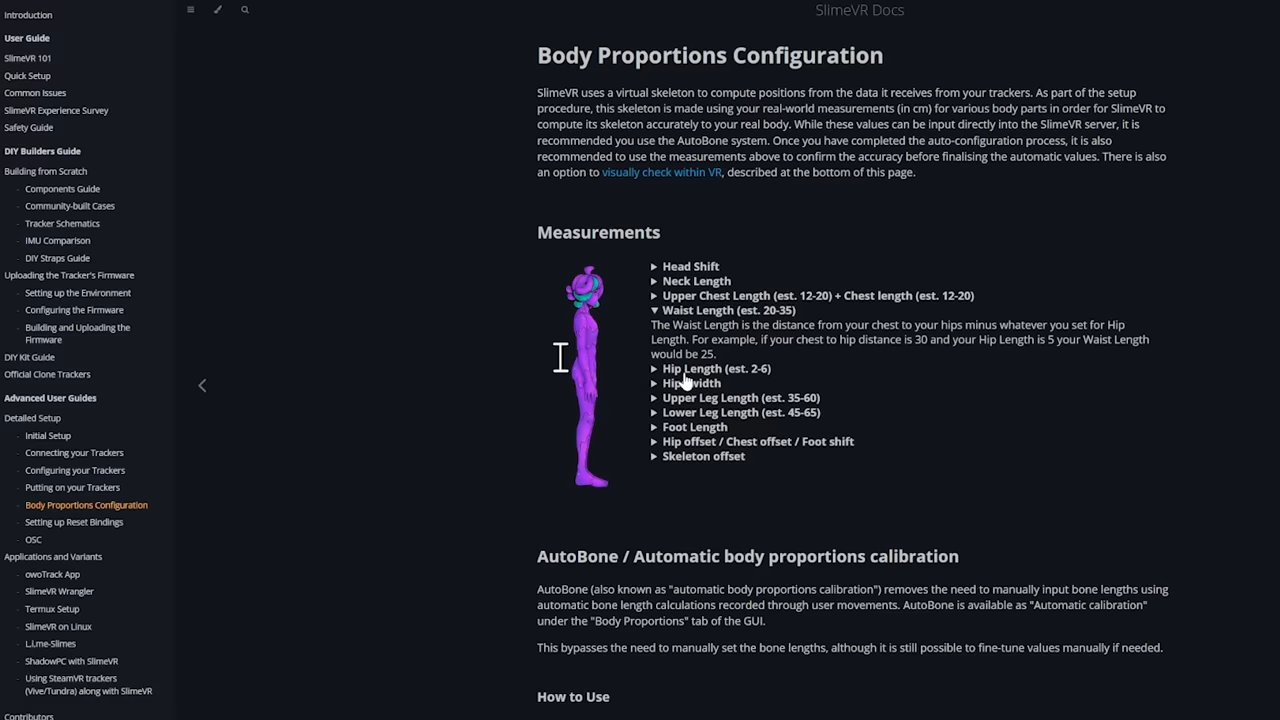 Introduction
User Guide
SlimeVR 101
Quick Setup
Common Issues
SlimeVR Experience Survey
Safety Guide
DIY Builders Guide
Building from Scratch
Components Guide
Community-built Cases
Tracker Schematics
IMU Comparison
DIY Straps Guide
Uploading the Tracker's Firmware
Setting up the Environment
Configuring the Firmware
Building and Uploading the
Firmware
DIY Kit Guide
Official Clone Trackers
Advanced User Guides
Detailed Setup
Initial Setup
Connecting your Trackers
Configuring your Trackers
Putting on your Trackers
Body Proportions Configuration
Setting up Reset Bindings
OSC
Applications and Variants
owoTrack App
SlimeVR Wrangler
Termux Setup
SlimeVR on Linux
L.i.me-Slimes
ShadowPC with SlimeVR
Using SteamVR trackers
(Vive/Tundra) along with SlimeVR
Contributors
SlimeVR Docs
Body Proportions Configuration
SlimeVR uses a virtual skeleton to compute positions from the data it receives from your trackers. As part of the setup
procedure, this skeleton is made using your real-world measurements (in cm) for various body parts in order for SlimeVR to
compute its skeleton accurately to your real body. While these values can be input directly into the SlimeVR server, it is
recommended you use the AutoBone system. Once you have completed the auto-configuration process, it is also
recommended to use the measurements above to confirm the accuracy before finalising the automatic values. There is also
an option to visually check within VR, described at the bottom of this page.
Measurements
Head Shift
Neck Length
Upper Chest Length (est. 12-20) + Chest length (est. 12-20)
Waist Length (est. 20-35)
The Waist Length is the distance from your chest to your hips minus whatever you set for Hip
Length. For example, if your chest to hip distance is 30 and your Hip Length is 5 your Waist Length
would be 25.
Hip Length (est. 2-6)
Hip width
Upper Leg Length (est. 35-60)
Lower Leg Length (est. 45-65)
Foot Length
Hip offset / Chest offset / Foot shift
Skeleton offset
AutoBone / Automatic body proportions calibration
AutoBone (also known as "automatic body proportions calibration") removes the need to manually input bone lengths using
automatic bone length calculations recorded through user movements. AutoBone is available as "Automatic calibration"
under the "Body Proportions" tab of the GUI.
This bypasses the need to manually set the bone lengths, although it is still possible to fine-tune values manually if needed.
How to Use